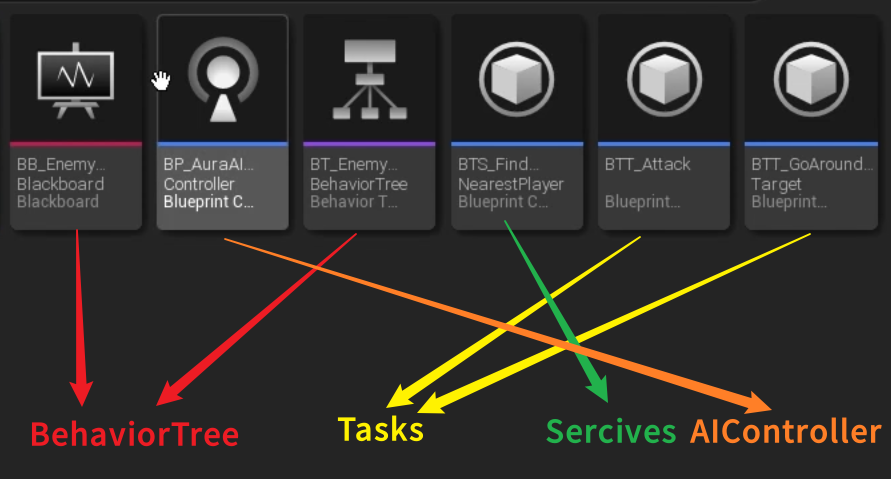 BB_Enemy...
Blackboard
Blackboard
BP_AuraAI...
Controller
Blueprint C...
BT_Enemy...
BehaviorTree
Behavior T...
BTS_Find...
NearestPlayer
Blueprint C...
BTT_Attack
Blueprint...
BTT_GoAround...
Target
Blueprint...
BehaviorTree
Tasks
Sercives
AIController